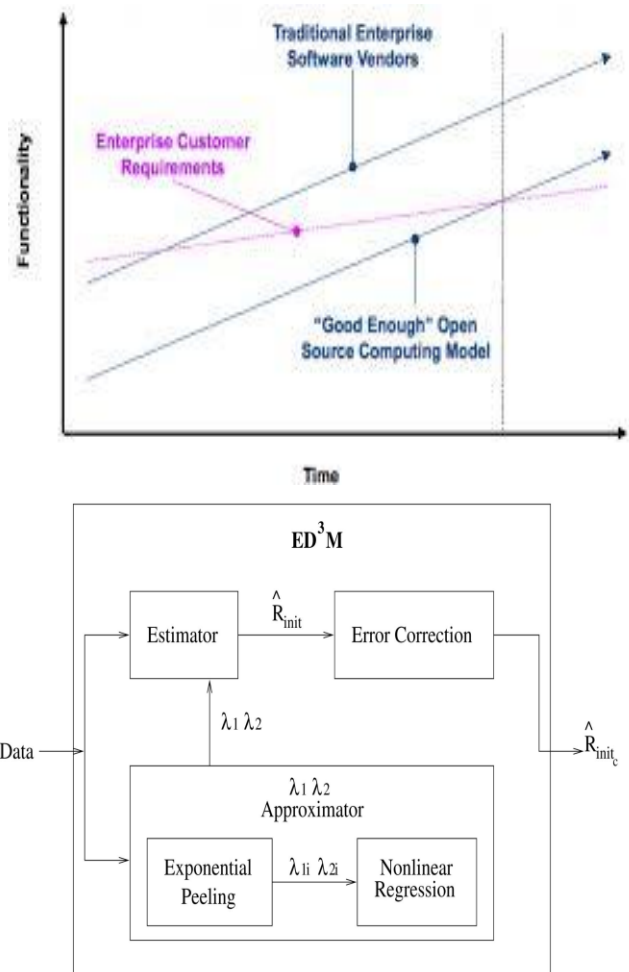 Traditional Enterprise
Software Vendors
Enterprise Customer
Requirements
Functionality
“Good Enough” Open
Source Computing Model
Time
ED³M
Estimator
R̂init
Error Correction
λ1 λ2
Data
R̂initc
λ1 λ2
Approximator
Exponential
Peeling
λ1i λ2i
Nonlinear
Regression